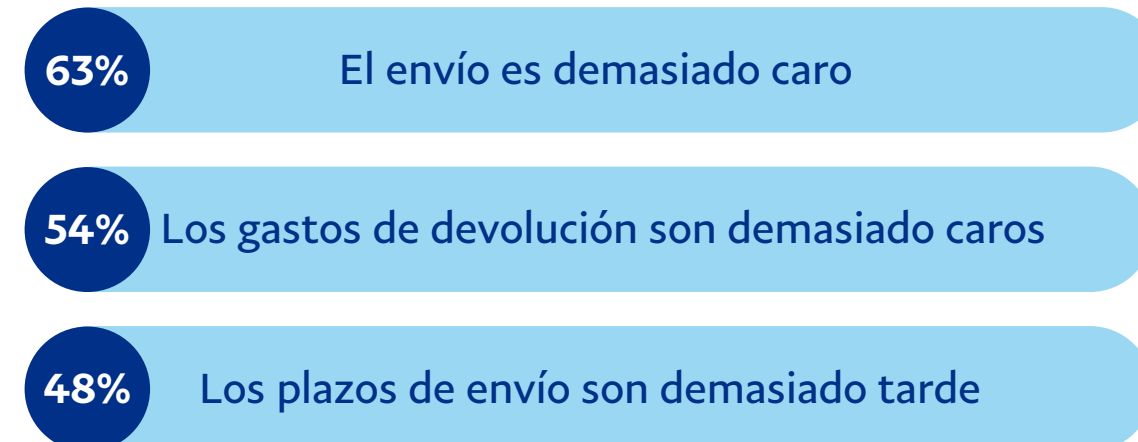 63% El envío es demasiado caro
54% Los gastos de devolución son demasiado caros
48% Los plazos de envío son demasiado tarde